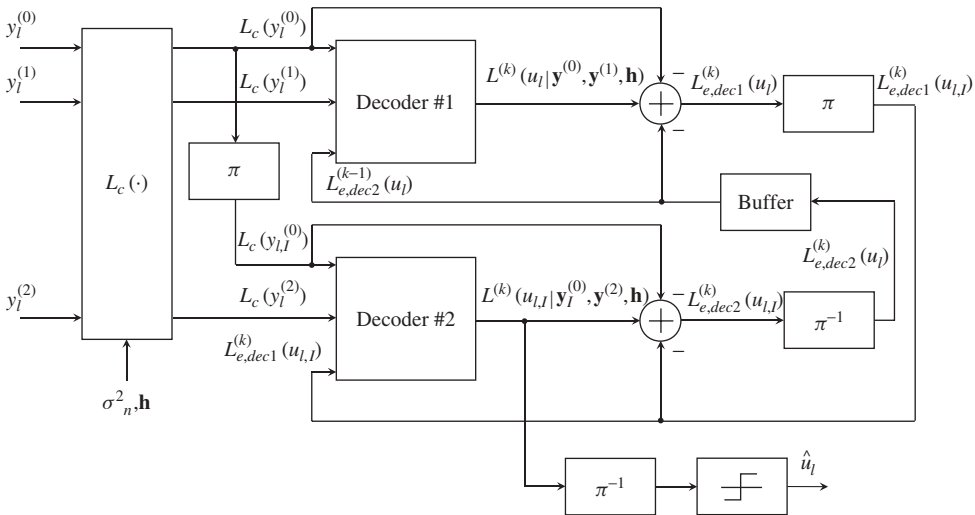 y_l^{(0)}
L_c(y_l^{(0)})
y_l^{(1)}
L_c(y_l^{(1)})
L_c(·)
Decoder #1
L^{(k)}(u_l|𝐲^{(0)}, 𝐲^{(1)}, 𝐡)
−
+
−
L_{e,dec1}^{(k)}(u_l)
π
L_{e,dec1}^{(k)}(u_{l,I})
π
L_{e,dec2}^{(k−1)}(u_l)
Buffer
L_c(y_{l,I}^{(0)})
L_{e,dec2}^{(k)}(u_l)
y_l^{(2)}
L_c(y_l^{(2)})
Decoder #2
L^{(k)}(u_{l,I}|𝐲_I^{(0)}, 𝐲^{(2)}, 𝐡)
−
+
−
L_{e,dec2}^{(k)}(u_{l,I})
π^{−1}
L_{e,dec1}^{(k)}(u_{l,I})
σ^2_n,𝐡
π^{−1}
û_l